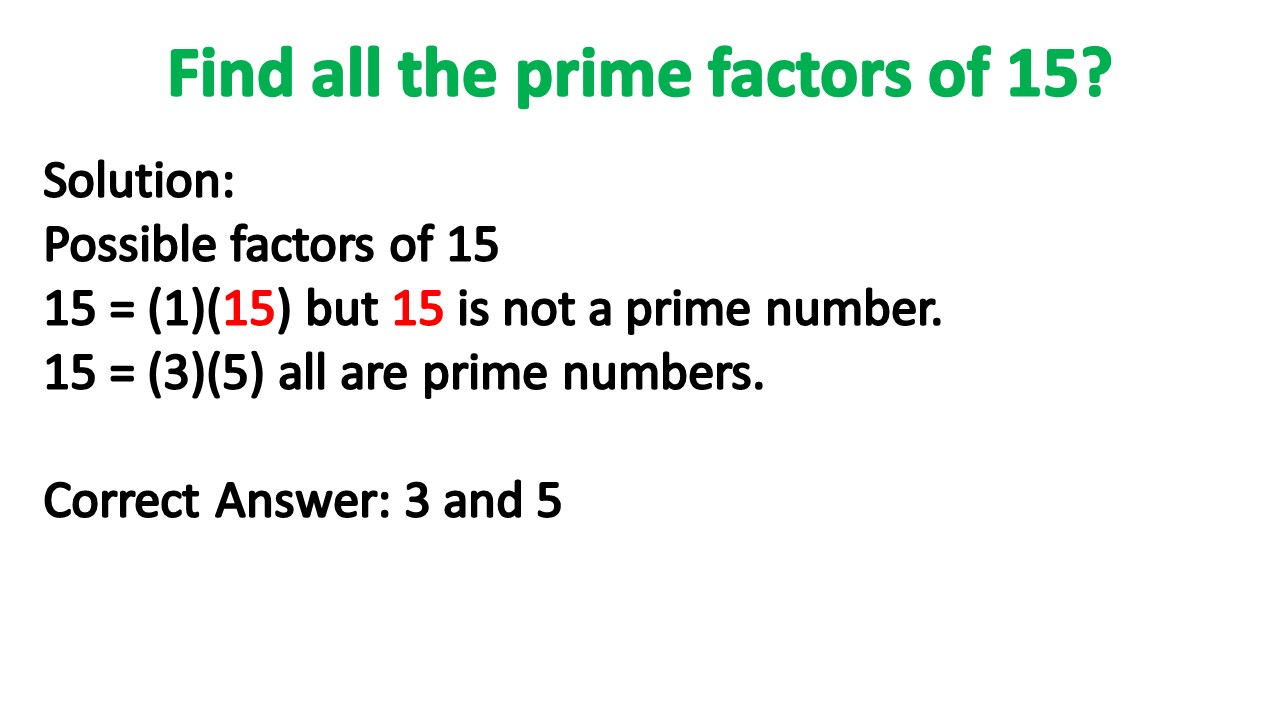 Find all the prime factors of 15?
Solution:
Possible factors of 15
15 = (1)(15) but 15 is not a prime number.
15 = (3)(5) all are prime numbers.
Correct Answer: 3 and 5